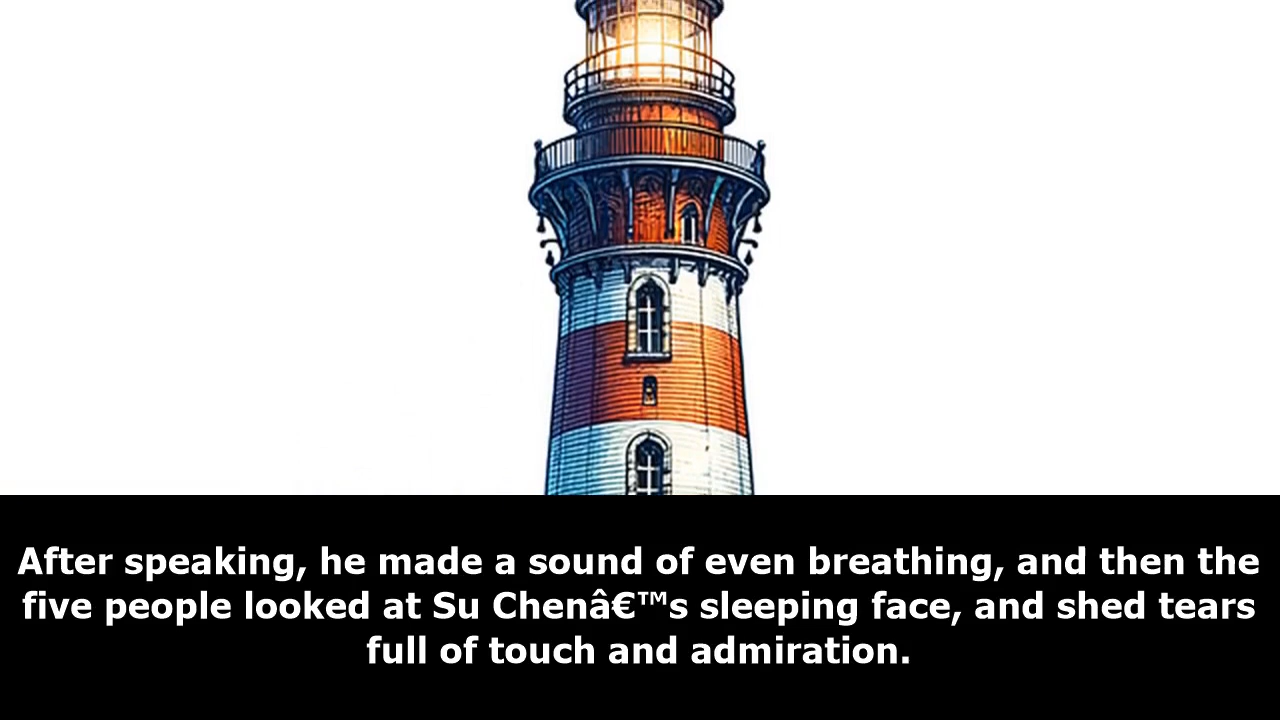 After speaking, he made a sound of even breathing, and then the
five people looked at Su Chenâ€™s sleeping face, and shed tears
full of touch and admiration.